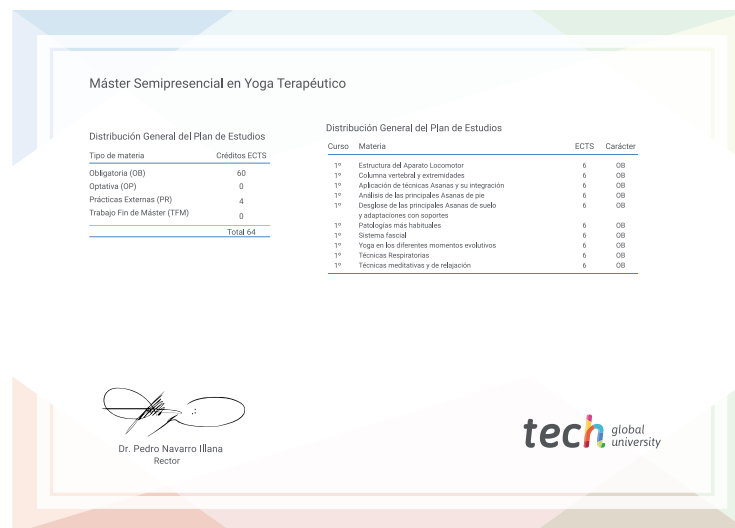 Máster Semipresencial en Yoga Terapéutico
Distribución General del Plan de Estudios
Tipo de materia Créditos ECTS
Obligatoria (OB) 60
Optativa (OP) 0
Prácticas Externas (PR) 4
Trabajo Fin de Máster (TFM) 0
Total 64
Distribución General del Plan de Estudios
Curso Materia ECTS Carácter
1º Estructura del Aparato Locomotor 6 OB
1º Columna vertebral y extremidades 6 OB
1º Aplicación de técnicas Asanas y su integración 6 OB
1º Análisis de las principales Asanas de pie 6 OB
1º Desglose de las principales Asanas de suelo 6 OB
y adaptaciones con soportes
1º Patologías más habituales 6 OB
1º Sistema fascial 6 OB
1º Yoga en los diferentes momentos evolutivos 6 OB
1º Técnicas Respiratorias 6 OB
1º Técnicas meditativas y de relajación 6 OB
Dr. Pedro Navarro Illana
Rector
tech global
university